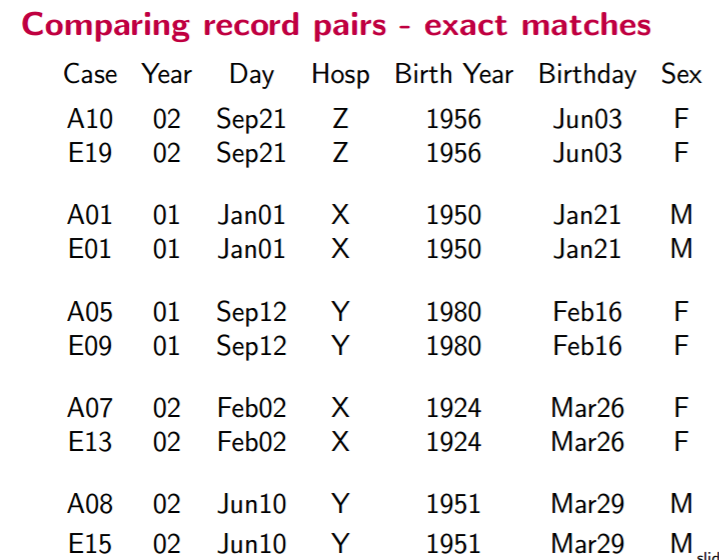 Comparing record pairs - exact matches
Case Year Day Hosp Birth Year Birthday Sex
A10 02 Sep21 Z 1956 Jun03 F
E19 02 Sep21 Z 1956 Jun03 F
A01 01 Jan01 X 1950 Jan21 M
E01 01 Jan01 X 1950 Jan21 M
A05 01 Sep12 Y 1980 Feb16 F
E09 01 Sep12 Y 1980 Feb16 F
A07 02 Feb02 X 1924 Mar26 F
E13 02 Feb02 X 1924 Mar26 F
A08 02 Jun10 Y 1951 Mar29 M
E15 02 Jun10 Y 1951 Mar29 M